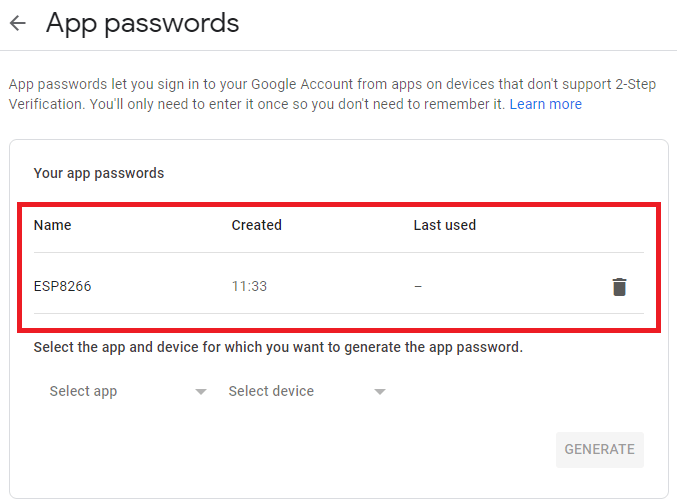 App passwords
App passwords let you sign in to your Google Account from apps on devices that don't support 2-Step
Verification. You'll only need to enter it once so you don't need to remember it. Learn more
Your app passwords
Name Created Last used
ESP8266 11:33 –
Select the app and device for which you want to generate the app password.
Select app Select device
GENERATE